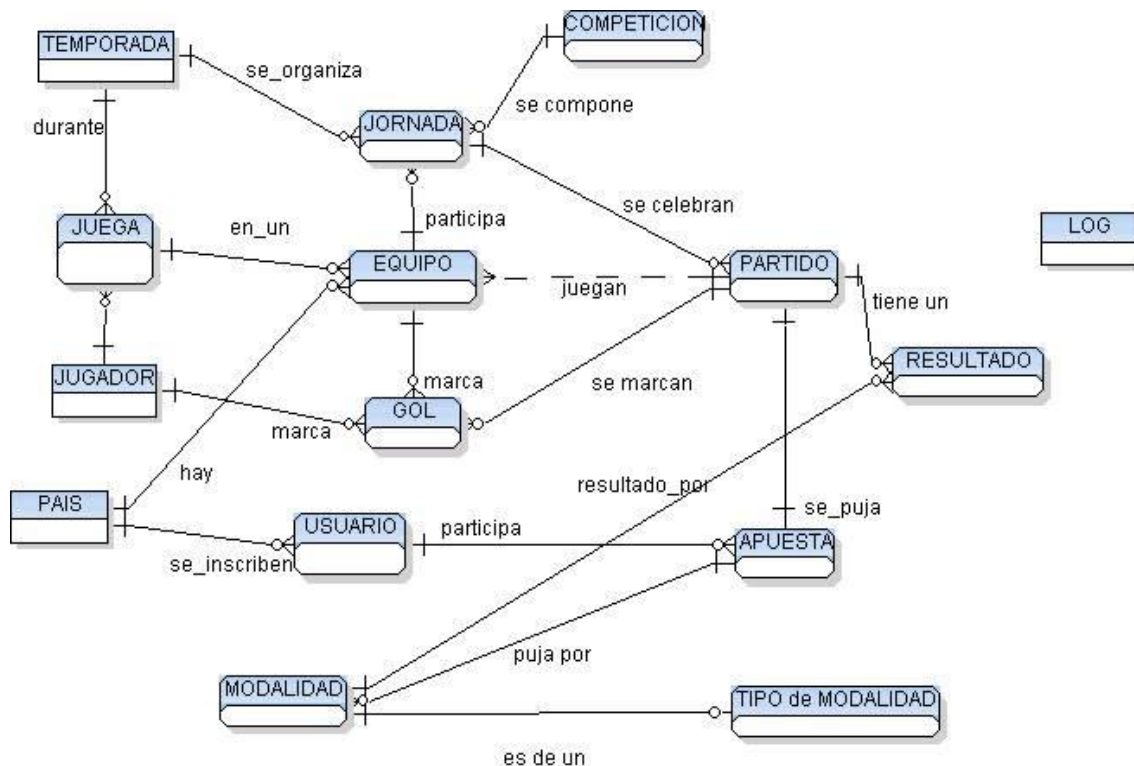 COMPETICION
TEMPORADA
se_organiza
se compone
durante
JORNADA
se celebran
participa
JUEGA
en_un
LOG
EQUIPO
PARTIDO
juegan
tiene un
RESULTADO
JUGADOR
marca
se marcan
GOL
marca
hay
resultado_por
PAIS
se_puja
USUARIO
participa
APUESTA
se_inscriben
puja por
MODALIDAD
TIPO de MODALIDAD
es de un